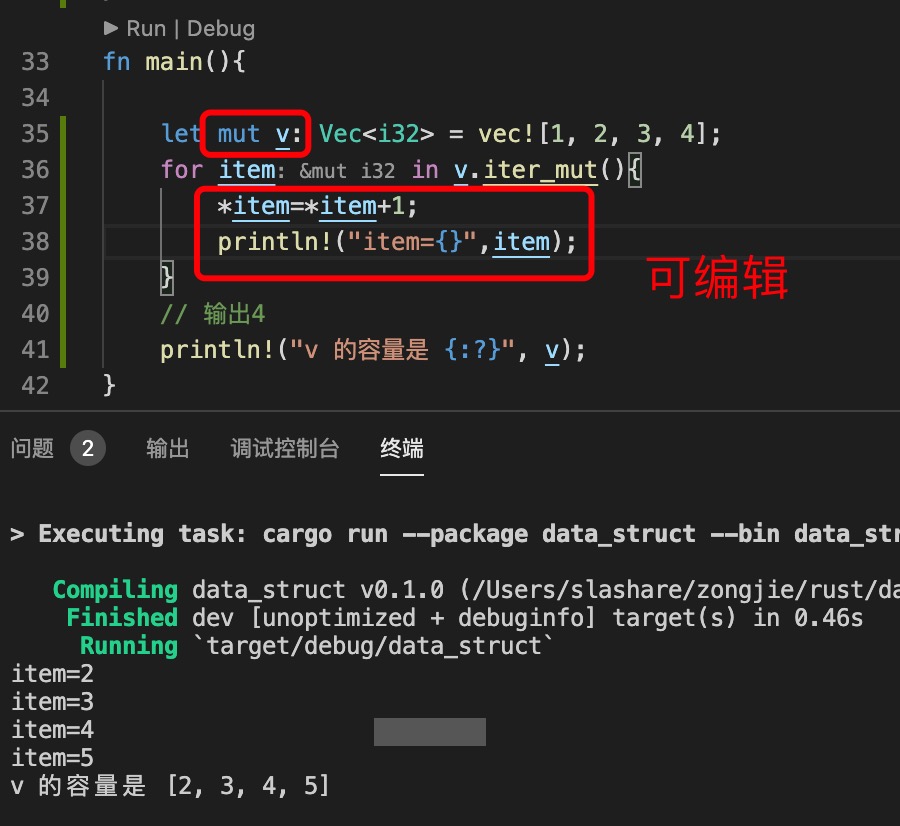 Run | Debug
33 fn main(){
34
35 let mut v: Vec<i32> = vec![1, 2, 3, 4];
36 for item: &mut i32 in v.iter_mut(){
37 *item=*item+1;
38 println!("item={}",item);
39 }
可编辑
40 // 输出4
41 println!("v 的容量是 {:?}", v);
42 }
问题 2 输出 调试控制台 终端
> Executing task: cargo run --package data_struct --bin data_str
Compiling data_struct v0.1.0 (/Users/slashare/zongjie/rust/da
Finished dev [unoptimized + debuginfo] target(s) in 0.46s
Running `target/debug/data_struct`
item=2
item=3
item=4
item=5
v 的容量是 [2, 3, 4, 5]